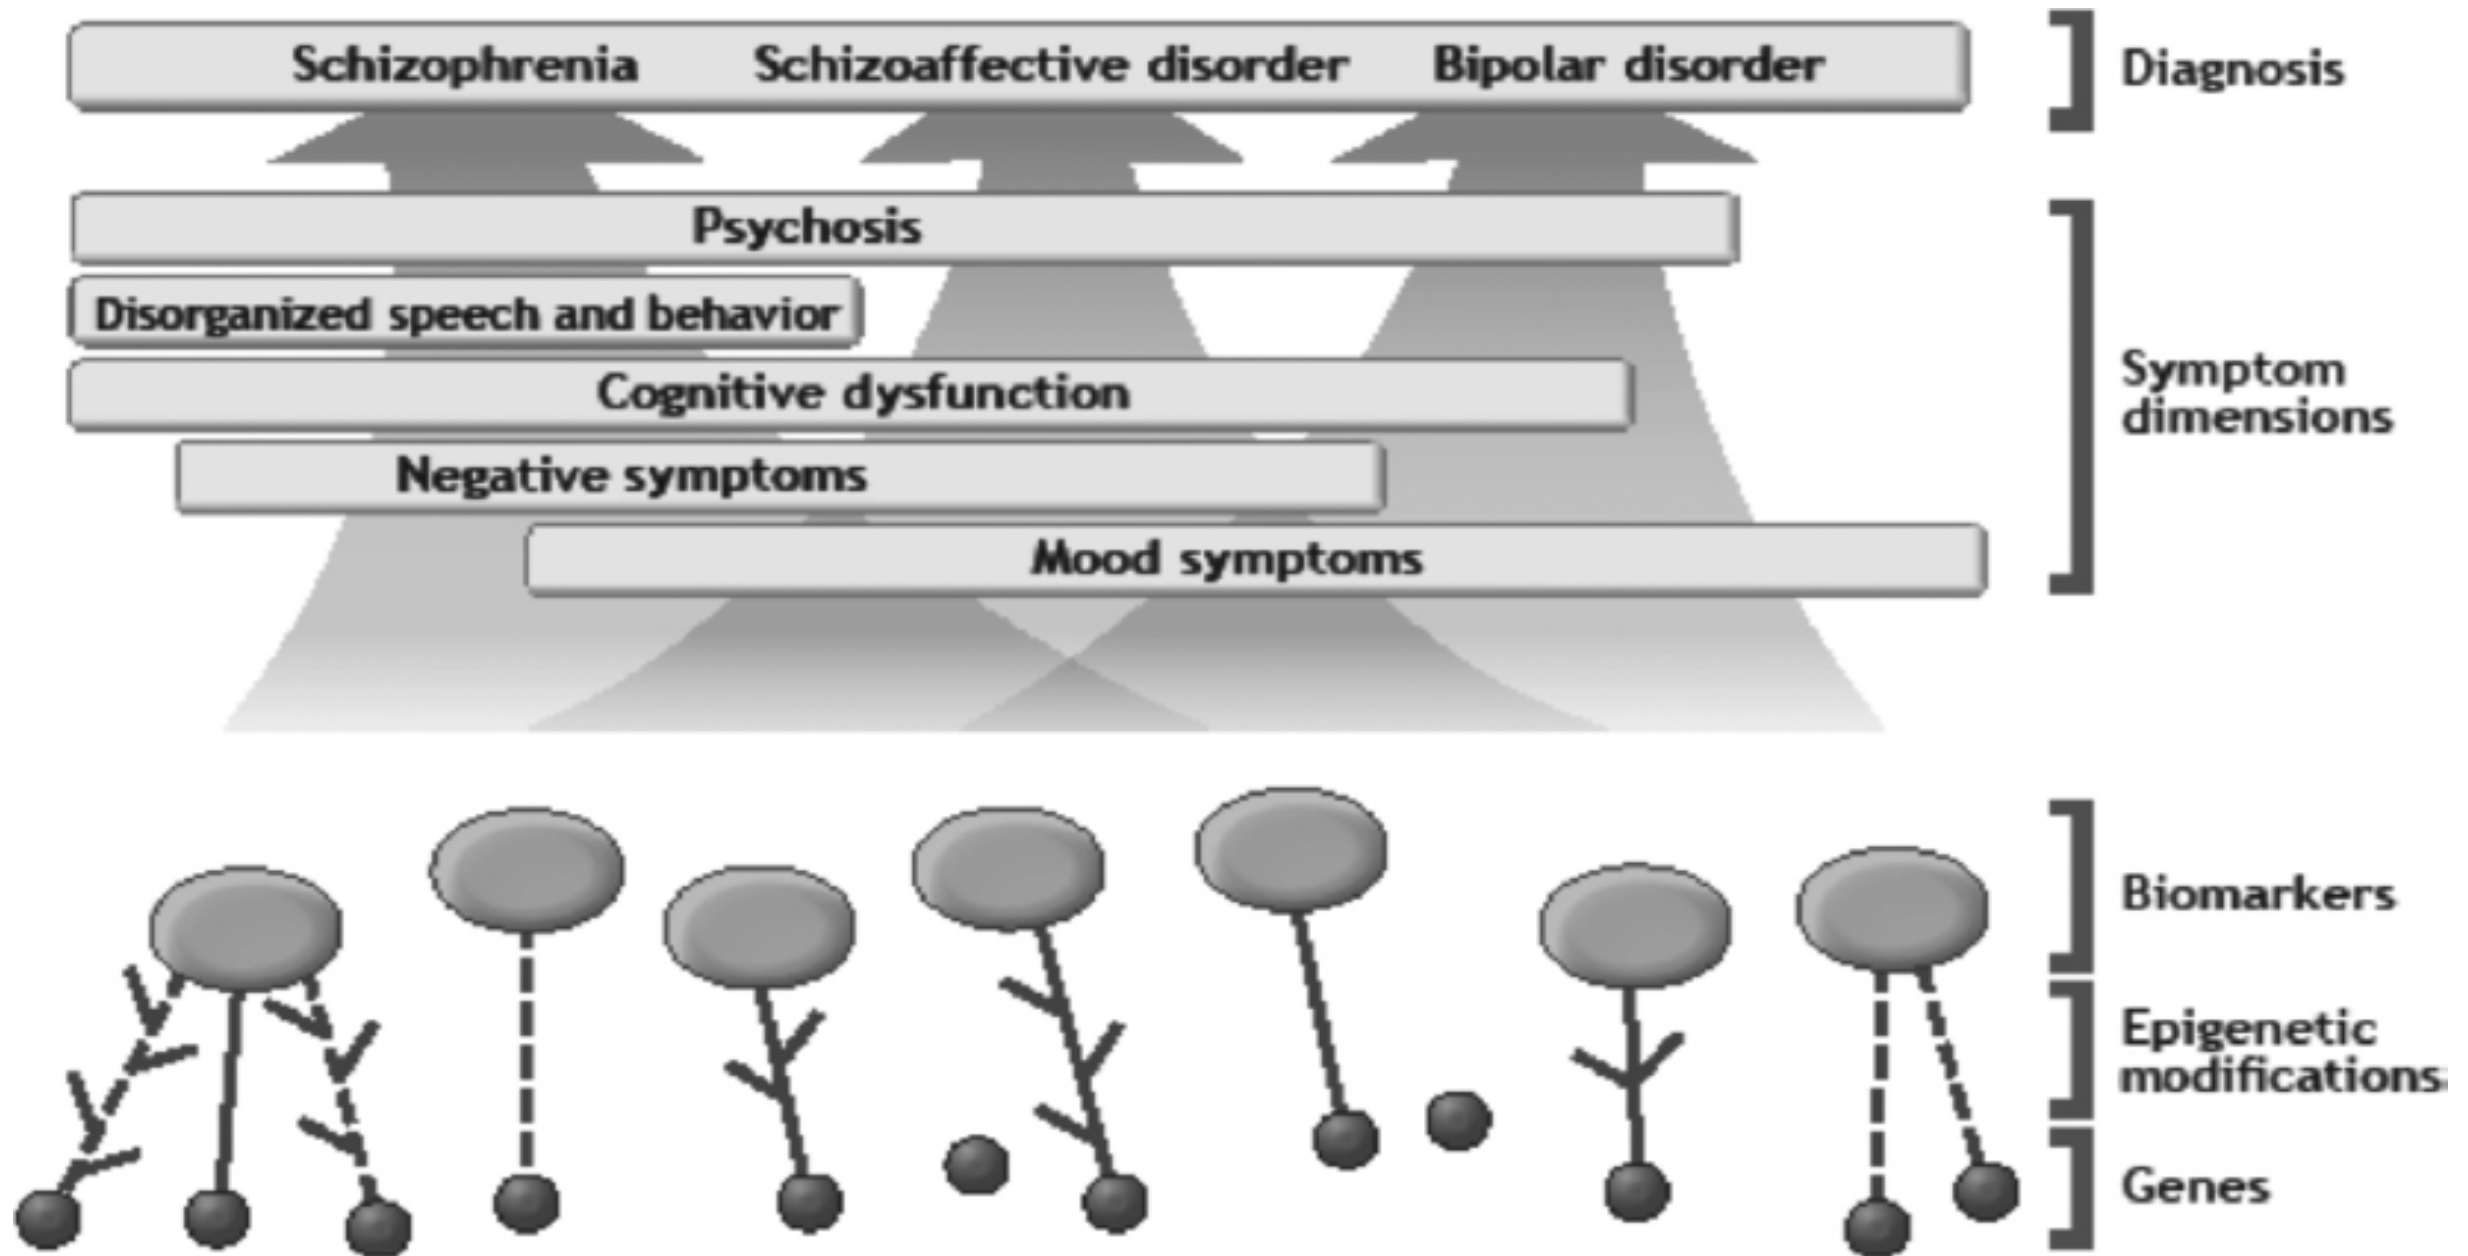 Schizophrenia Schizoaffective disorder Bipolar disorder
Diagnosis
Psychosis
Disorganized speech and behavior
Cognitive dysfunction
Negative symptoms
Mood symptoms
Symptom
dimensions
Biomarkers
Epigenetic
modifications
Genes